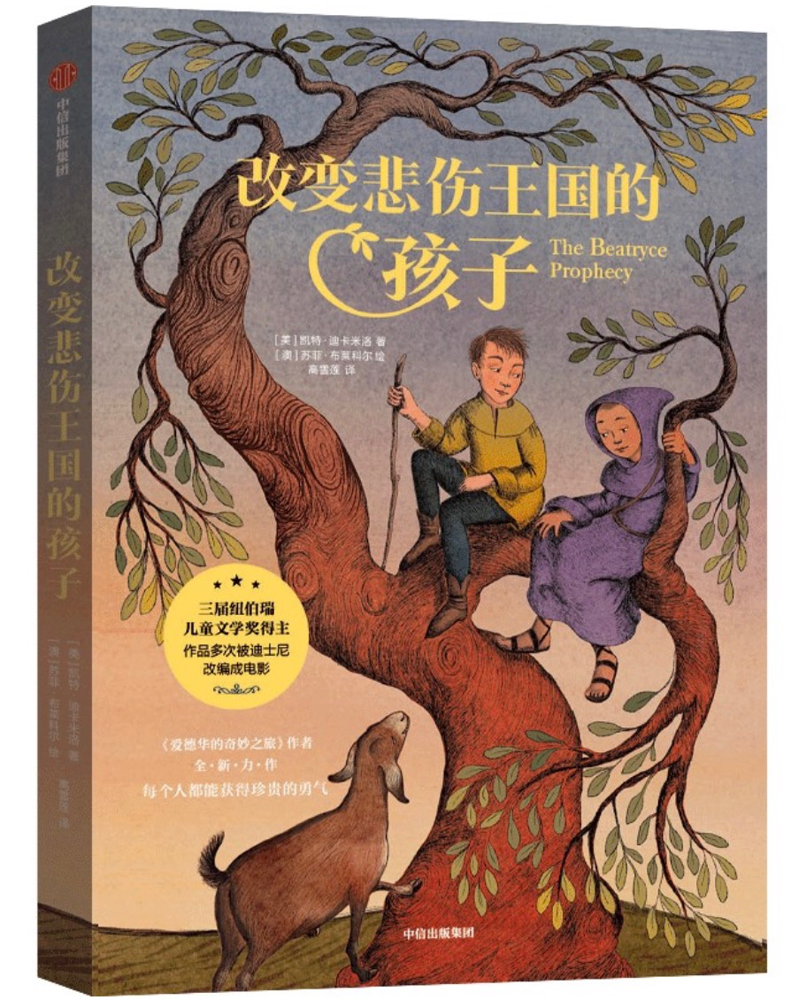 中信出版集团
改变悲伤王国的孩子
[美]凯特·迪卡米洛 著
[澳]苏菲·布莱科尔 绘
高雪莲 译
改变悲伤王国的
孩子
The Beatryce
Prophecy
[美]凯特·迪卡米洛 著
[澳]苏菲·布莱科尔 绘
高雪莲 译
三届纽伯瑞
儿童文学奖得主
作品多次被迪士尼
改编成电影
《爱德华的奇妙之旅》作者
全·新·力·作
每个人都能获得珍贵的勇气
中信出版集团